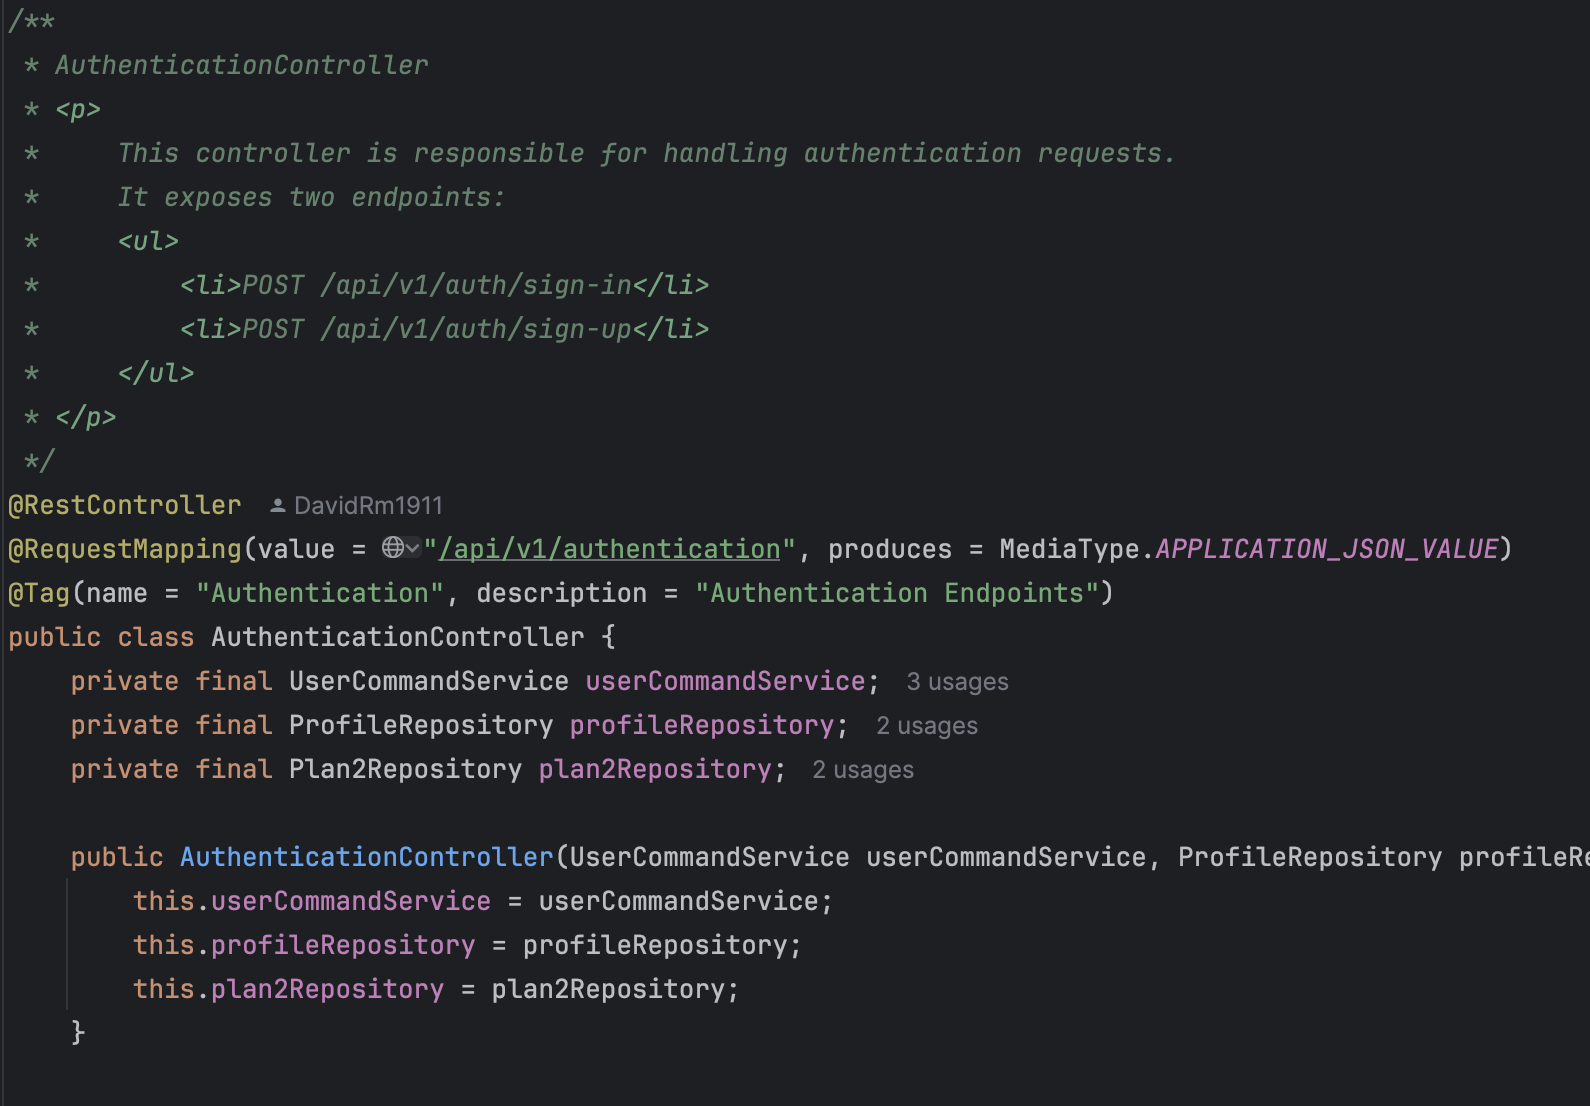 /**
 * AuthenticationController
 * <p>
 *     This controller is responsible for handling authentication requests.
 *     It exposes two endpoints:
 *     <ul>
 *         <li>POST /api/v1/auth/sign-in</li>
 *         <li>POST /api/v1/auth/sign-up</li>
 *     </ul>
 * </p>
 */
@RestController  DavidRm1911
@RequestMapping(value = "/api/v1/authentication", produces = MediaType.APPLICATION_JSON_VALUE)
@Tag(name = "Authentication", description = "Authentication Endpoints")
public class AuthenticationController {
    private final UserCommandService userCommandService;  3 usages
    private final ProfileRepository profileRepository;  2 usages
    private final Plan2Repository plan2Repository;  2 usages
    public AuthenticationController(UserCommandService userCommandService, ProfileRepository
        this.userCommandService = userCommandService;
        this.profileRepository = profileRepository;
        this.plan2Repository = plan2Repository;
    }